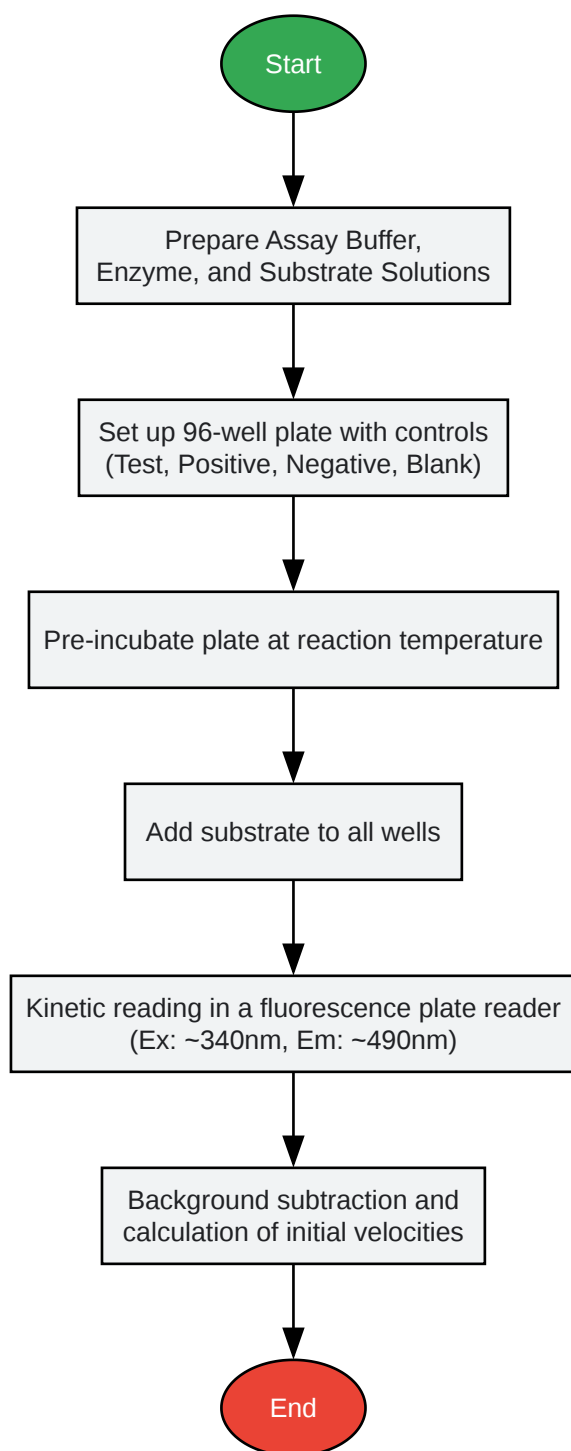 Start
Prepare Assay Buffer,
Enzyme, and Substrate Solutions
Set up 96-well plate with controls
(Test, Positive, Negative, Blank)
Pre-incubate plate at reaction temperature
Add substrate to all wells
Kinetic reading in a fluorescence plate reader
(Ex: ~340nm, Em: ~490nm)
Background subtraction and
calculation of initial velocities
End